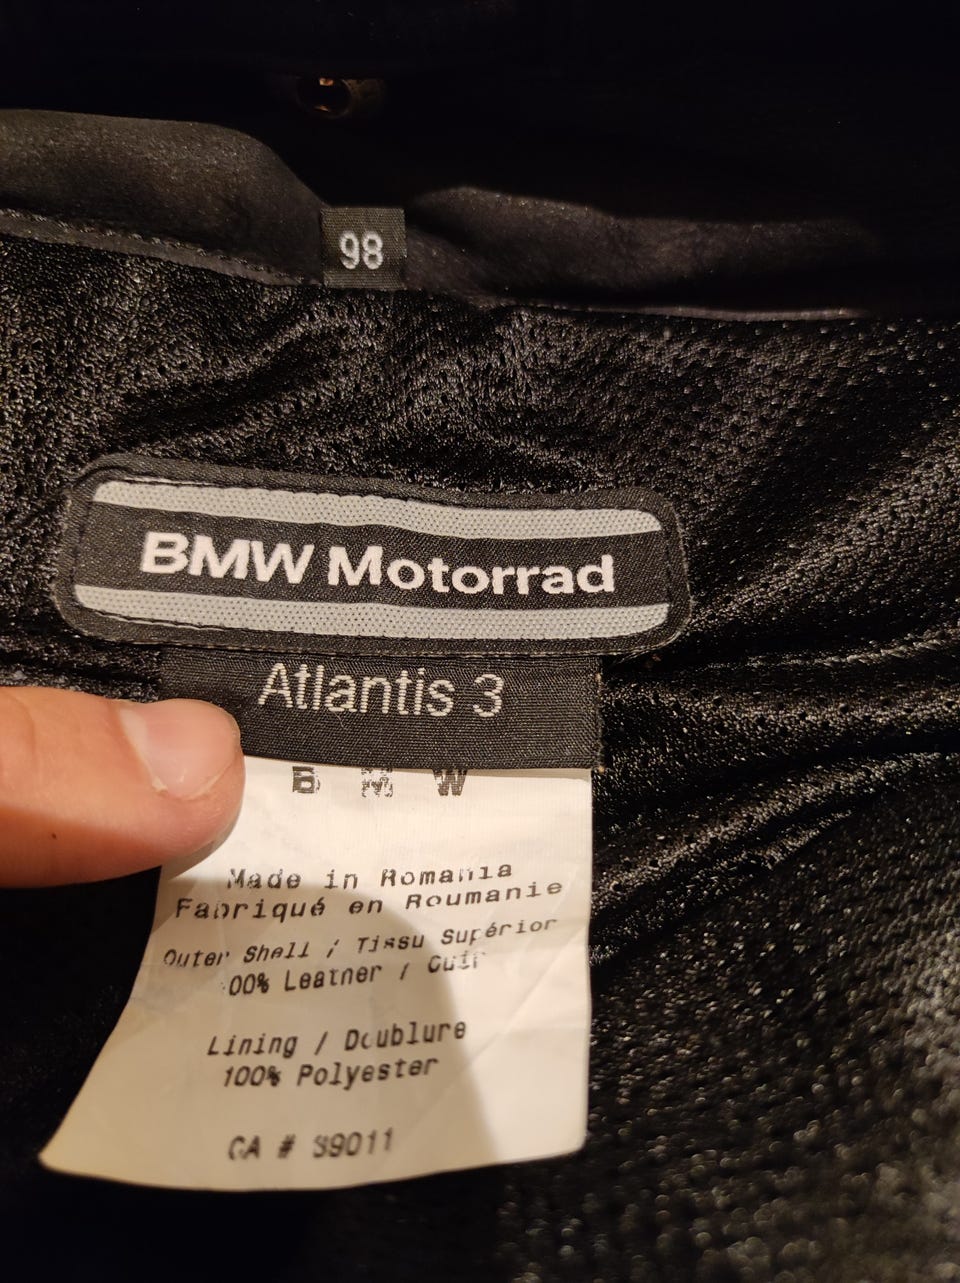 98
BMW Motorrad
Atlantis 3
B M W
Made in Romania
Fabriqué en Roumanie
Outer Shell / Tissu Supérior
00% Leather / Cuir
Lining / Doublure
100% Polyester
CA # 39011